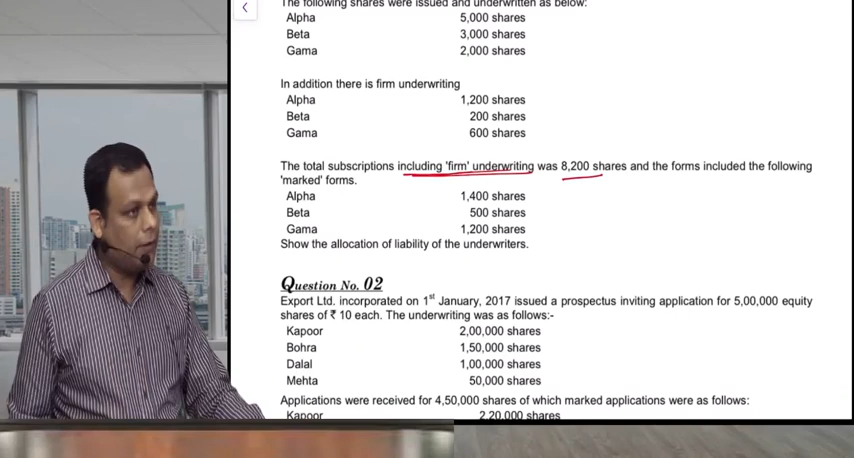 The following shares were issued and underwritten as below:
Alpha 5,000 shares
Beta 3,000 shares
Gama 2,000 shares
In addition there is firm underwriting
Alpha 1,200 shares
Beta 200 shares
Gama 600 shares
The total subscriptions including 'firm' underwriting was 8,200 shares and the forms included the following
'marked' forms.
Alpha 1,400 shares
Beta 500 shares
Gama 1,200 shares
Show the allocation of liability of the underwriters.
Question No. 02
Export Ltd. incorporated on 1st January, 2017 issued a prospectus inviting application for 5,00,000 equity
shares of ₹ 10 each. The underwriting was as follows:-
Kapoor 2,00,000 shares
Bohra 1,50,000 shares
Dalal 1,00,000 shares
Mehta 50,000 shares
Applications were received for 4,50,000 shares of which marked applications were as follows:
Kapoor 2,20,000 shares